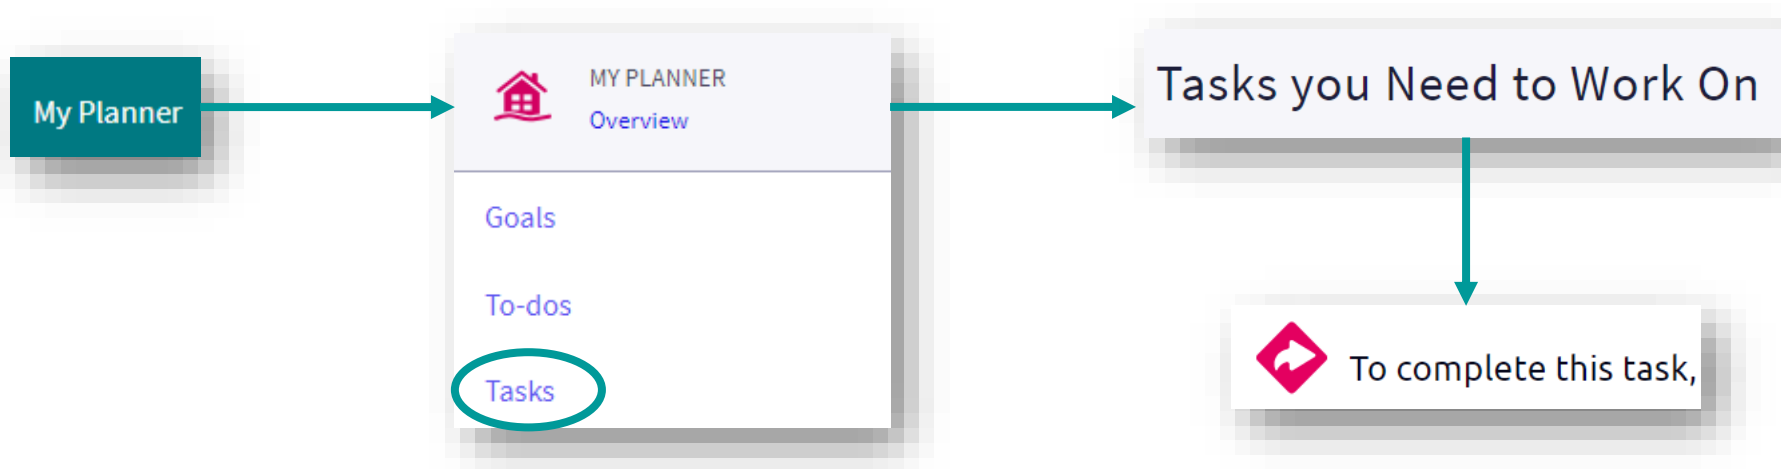 My Planner
MY PLANNER
Overview
Goals
To-dos
Tasks
Tasks you Need to Work On
To complete this task,